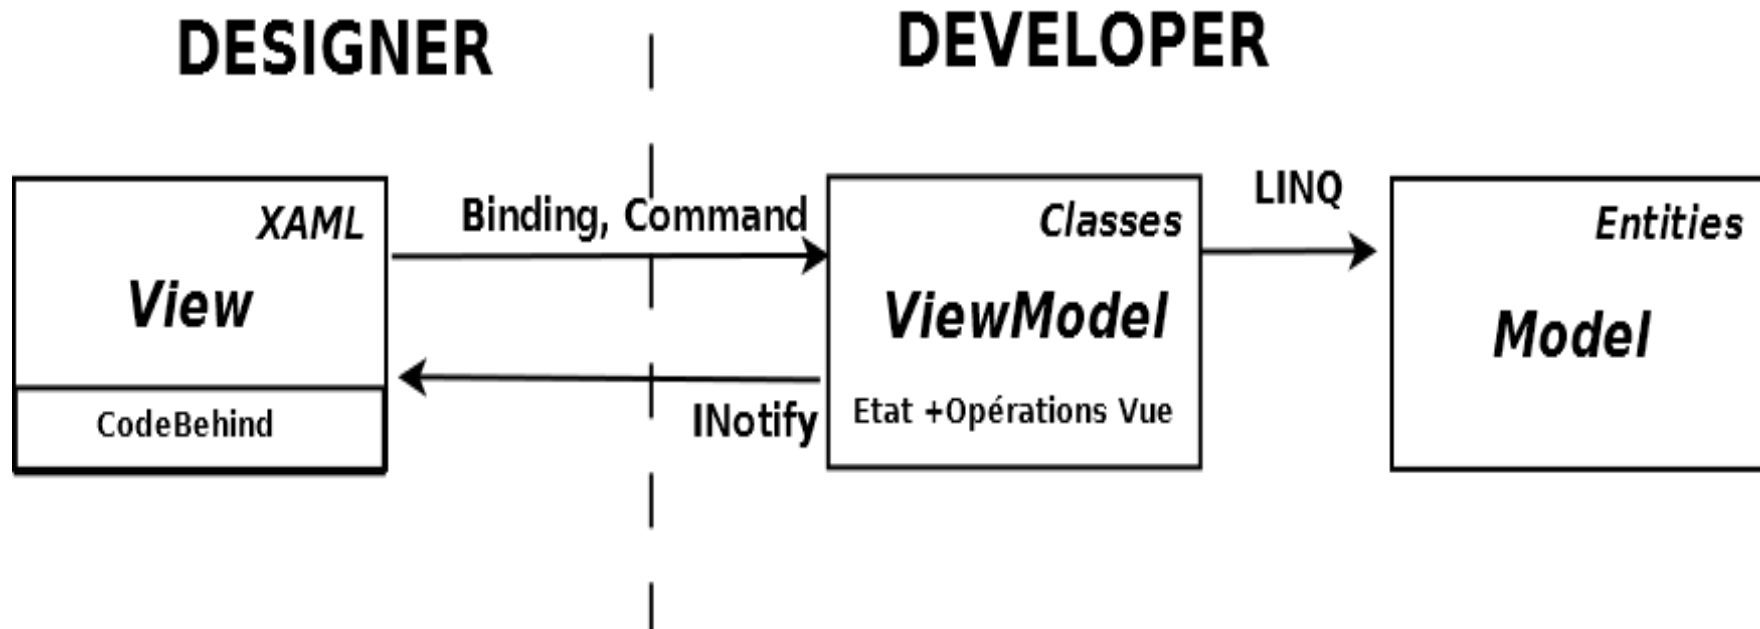 DESIGNER
DEVELOPER
XAML
View
CodeBehind
Binding, Command
INotify
Classes
ViewModel
Etat +Opérations Vue
LINQ
Entities
Model